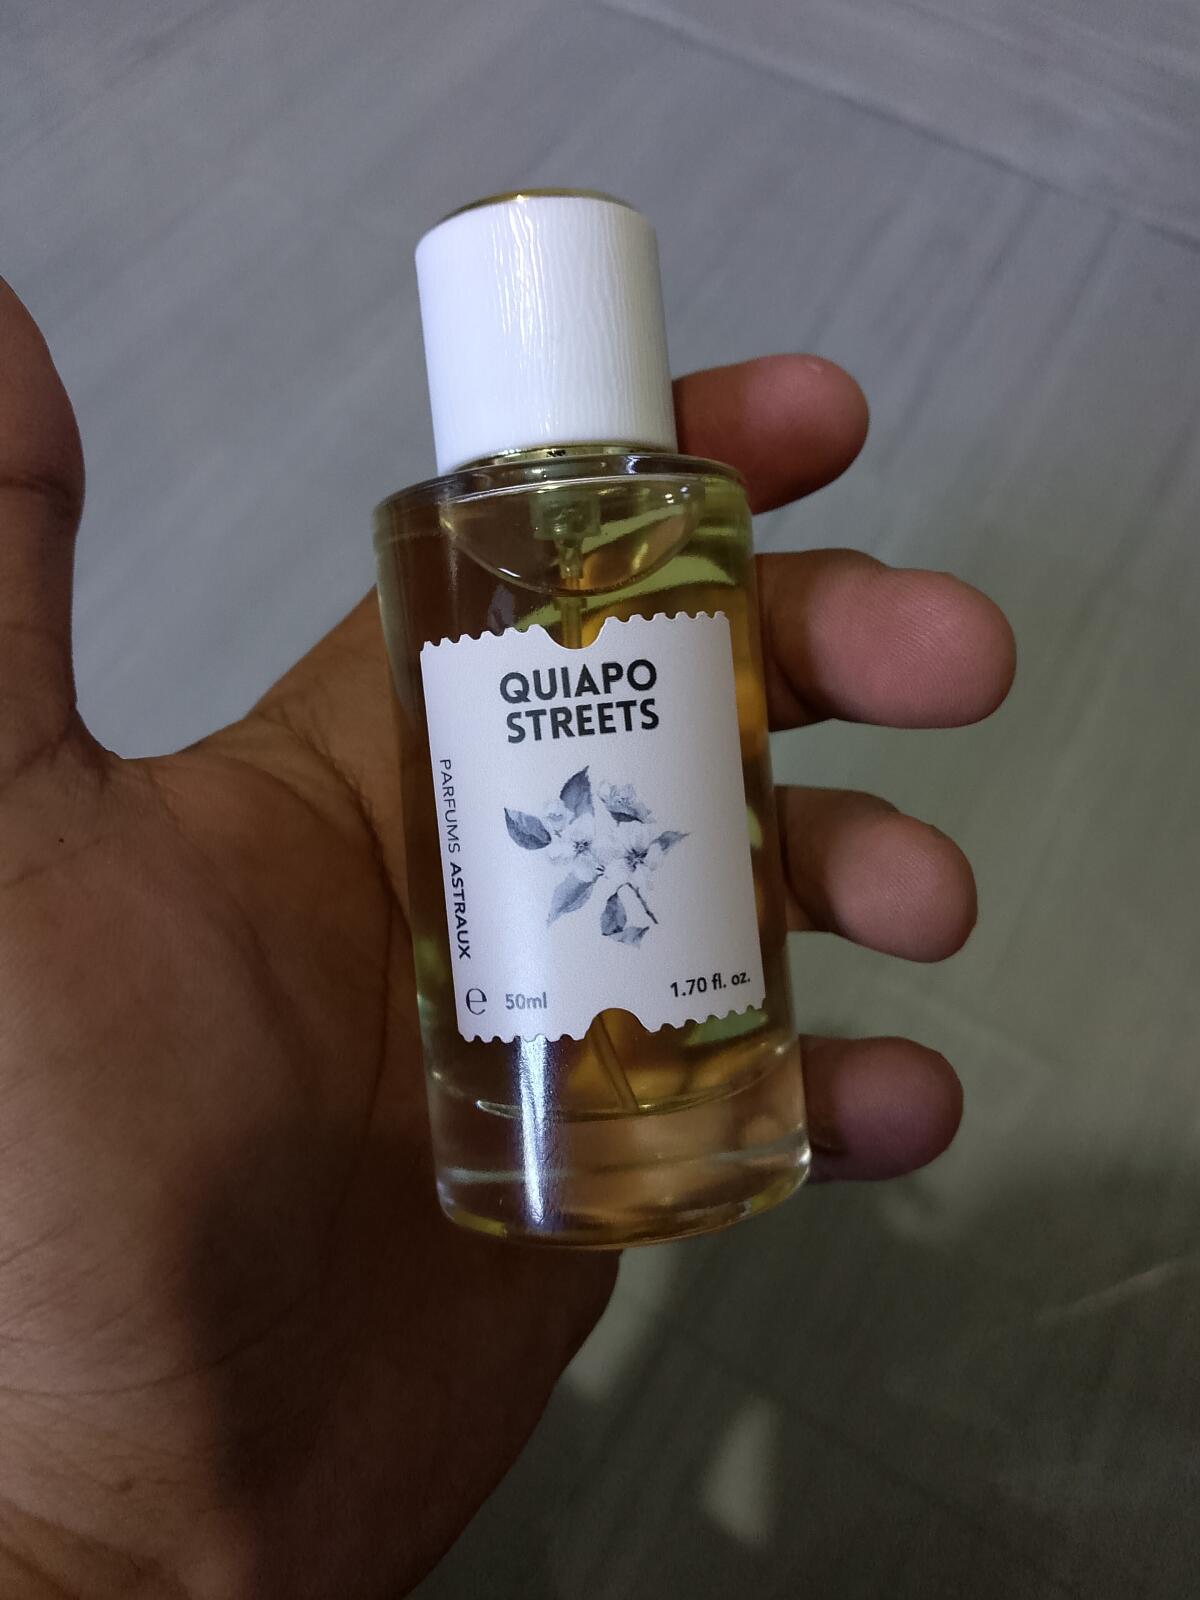 QUIAPO
STREETS
PARFUMS ASTRAUX
℮ 50ml
1.70 fl. oz.